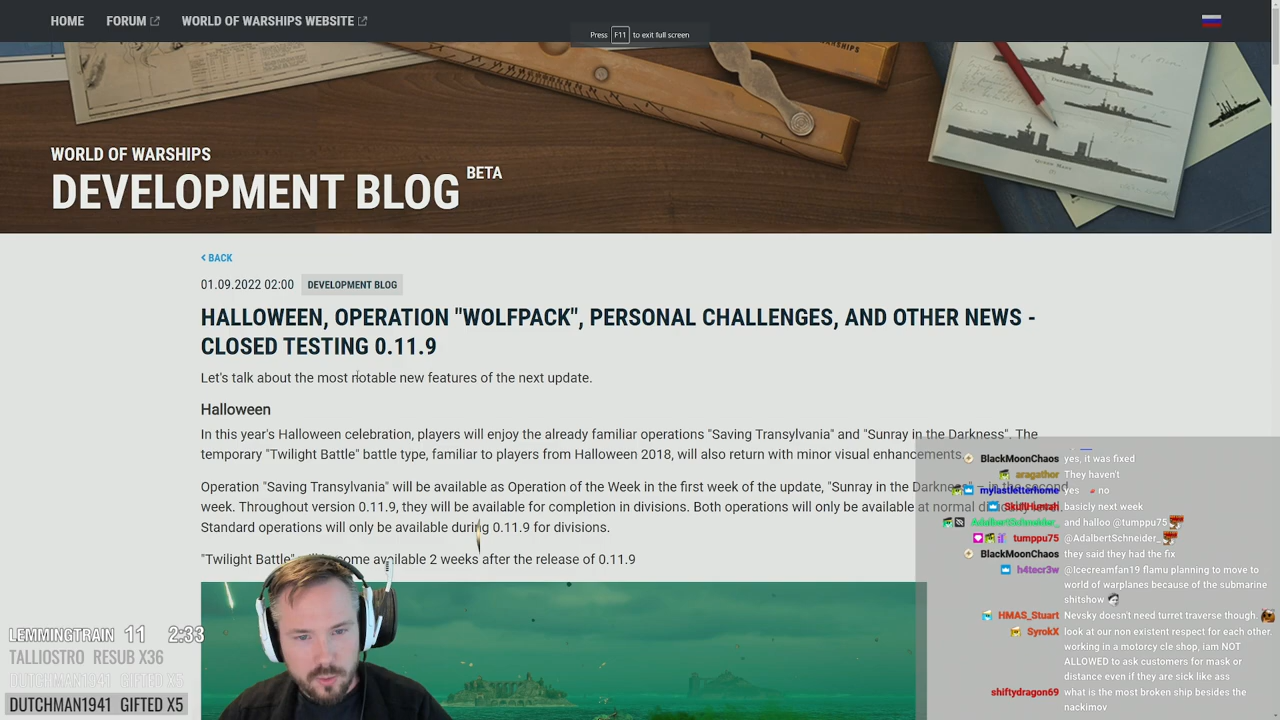 HOME FORUM WORLD OF WARSHIPS WEBSITE
Press F11 to exit full screen
WORLD OF WARSHIPS
DEVELOPMENT BLOG BETA
BACK
01.09.2022 02:00 DEVELOPMENT BLOG
HALLOWEEN, OPERATION "WOLFPACK", PERSONAL CHALLENGES, AND OTHER NEWS -
CLOSED TESTING 0.11.9
Let's talk about the most notable new features of the next update.
Halloween
In this year's Halloween celebration, players will enjoy the already familiar operations "Saving Transylvania" and "Sunray in the Darkness". The
temporary "Twilight Battle" battle type, familiar to players from Halloween 2018, will also return with minor visual enhancements.
Operation "Saving Transylvania" will be available as Operation of the Week in the first week of the update, "Sunray in the Darkness" – in the second
week. Throughout version 0.11.9, they will be available for completion in divisions. Both operations will only be available at normal
Standard operations will only be available during 0.11.9 for divisions.
"Twilight Battle" will become available 2 weeks after the release of 0.11.9
BlackMoonChaos yes, it was fixed
aragathor They haven't
mylastletterhome yes no
SkullHuman basicly next week
AdalbertSchneider_ and halloo @tumppu75
tumppu75 @AdalbertSchneider_
BlackMoonChaos they said they had the fix
h4tecr3w @Icecreamfan19 flamu planning to move to
world of warplanes because of the submarine
shitshow
HMAS_Stuart Nevsky doesn't need turret traverse though.
SyrokX look at our non existent respect for each other.
working in a motorcy cle shop, iam NOT
ALLOWED to ask customers for mask or
distance even if they are sick like ass
shiftydragon69 what is the most broken ship besides the
nackimov
LEMMINGTRAIN 11 2:33
TALLIOSTRO RESUB X36
DUTCHMAN1941 GIFTED X5
DUTCHMAN1941 GIFTED X5